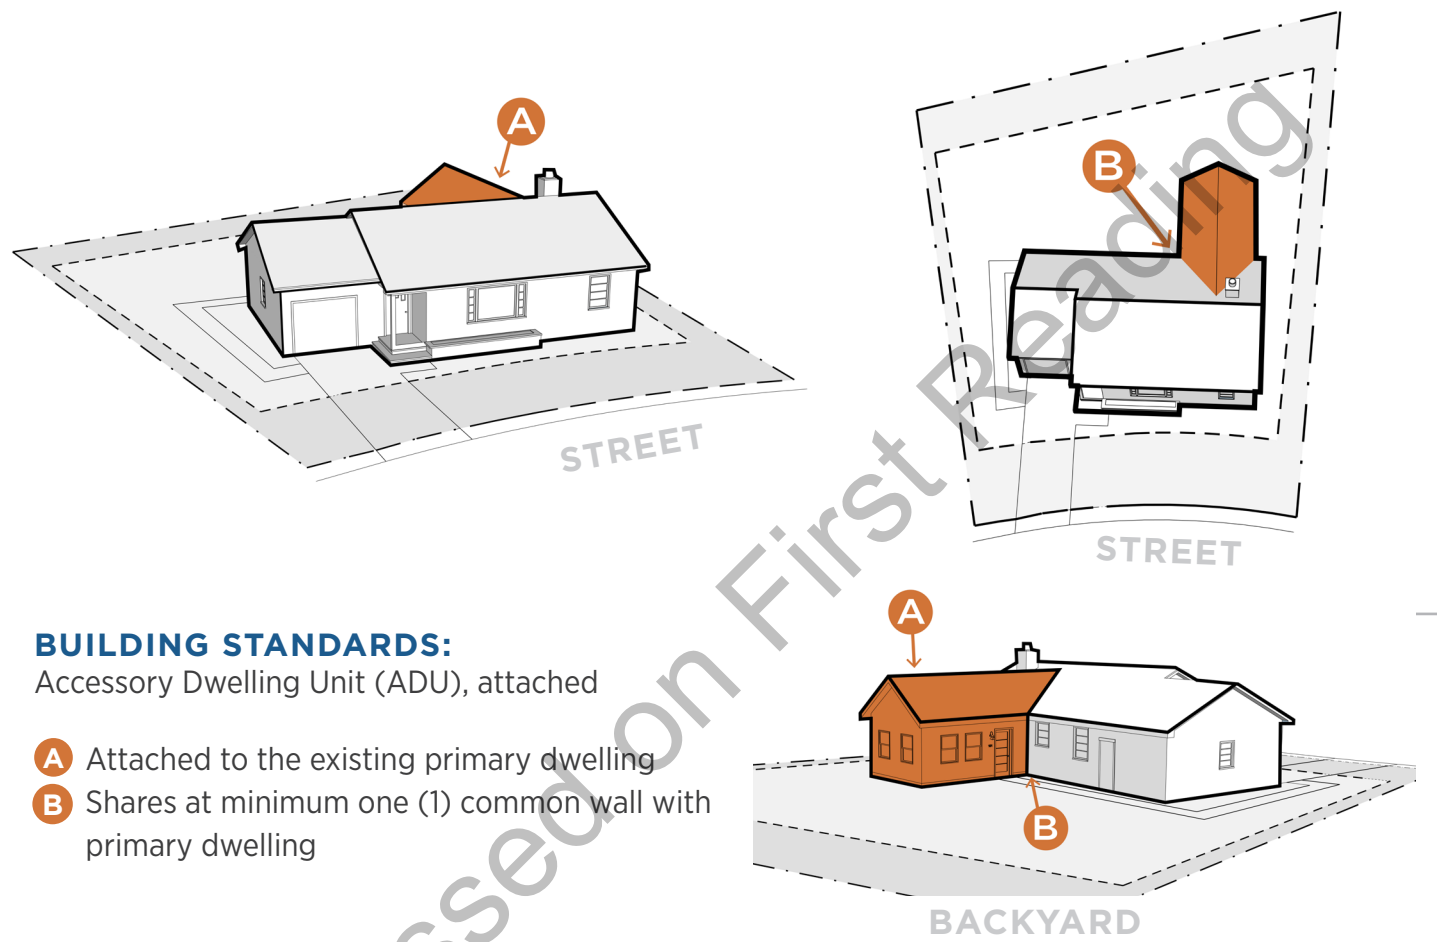 A
B
STREET
STREET
BUILDING STANDARDS:
Accessory Dwelling Unit (ADU), attached
A Attached to the existing primary dwelling
B Shares at minimum one (1) common wall with
primary dwelling
A
B
BACKYARD
ssed on First Reading